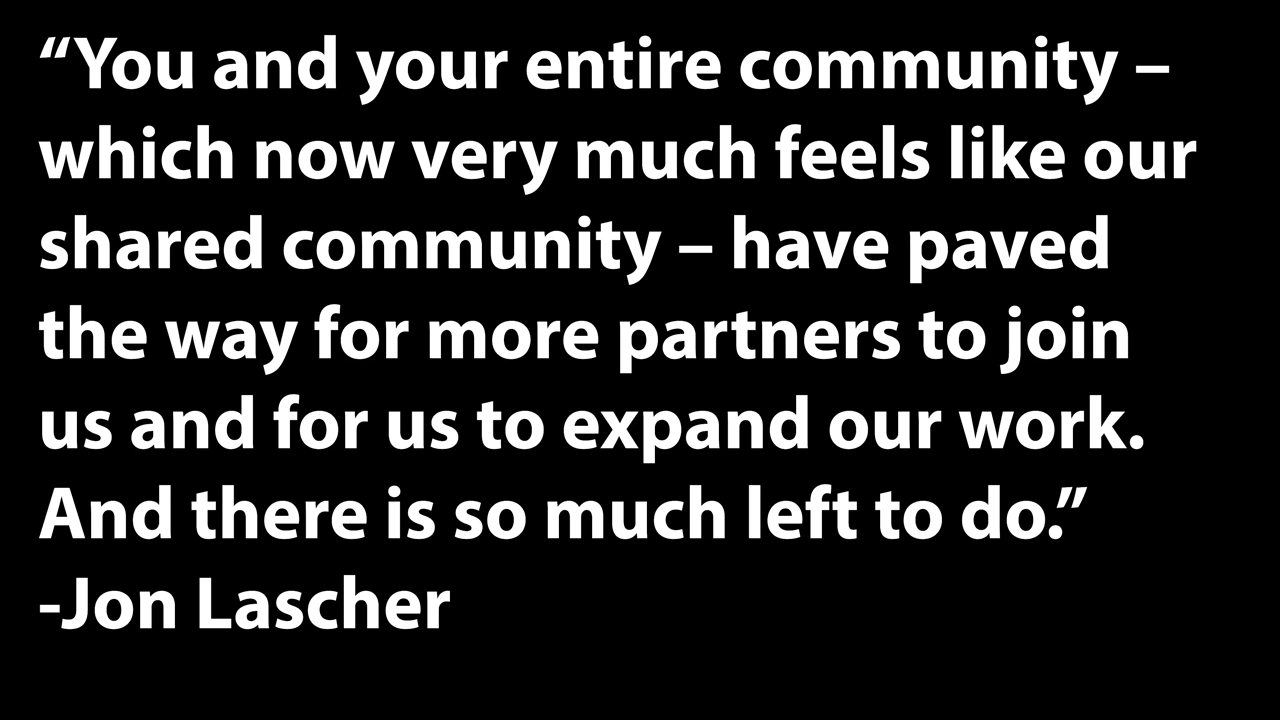 “You and your entire community –
which now very much feels like our
shared community – have paved
the way for more partners to join
us and for us to expand our work.
And there is so much left to do.”
-Jon Lascher